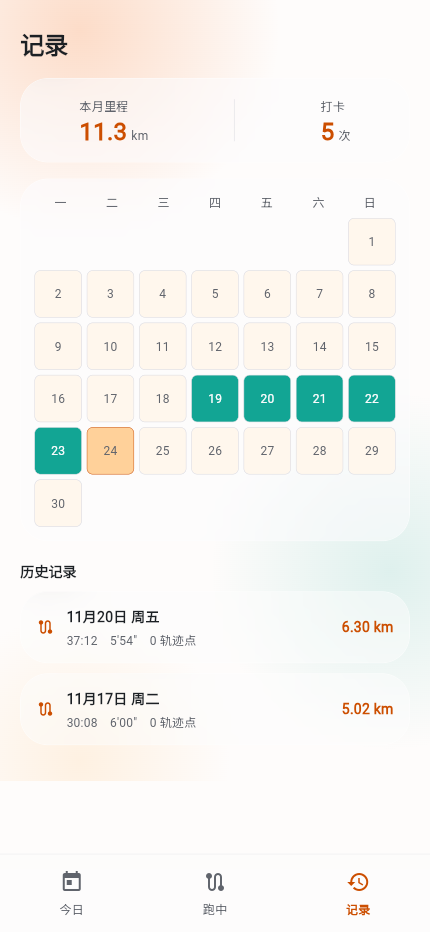 记录
本月里程 打卡
11.3 km 5 次
一 二 三 四 五 六 日
1
2 3 4 5 6 7 8
9 10 11 12 13 14 15
16 17 18 19 20 21 22
23 24 25 26 27 28 29
30
历史记录
11月20日 周五
6.30 km
37:12 5'54" 0 轨迹点
11月17日 周二
5.02 km
30:08 6'00" 0 轨迹点
今日 跑中 记录